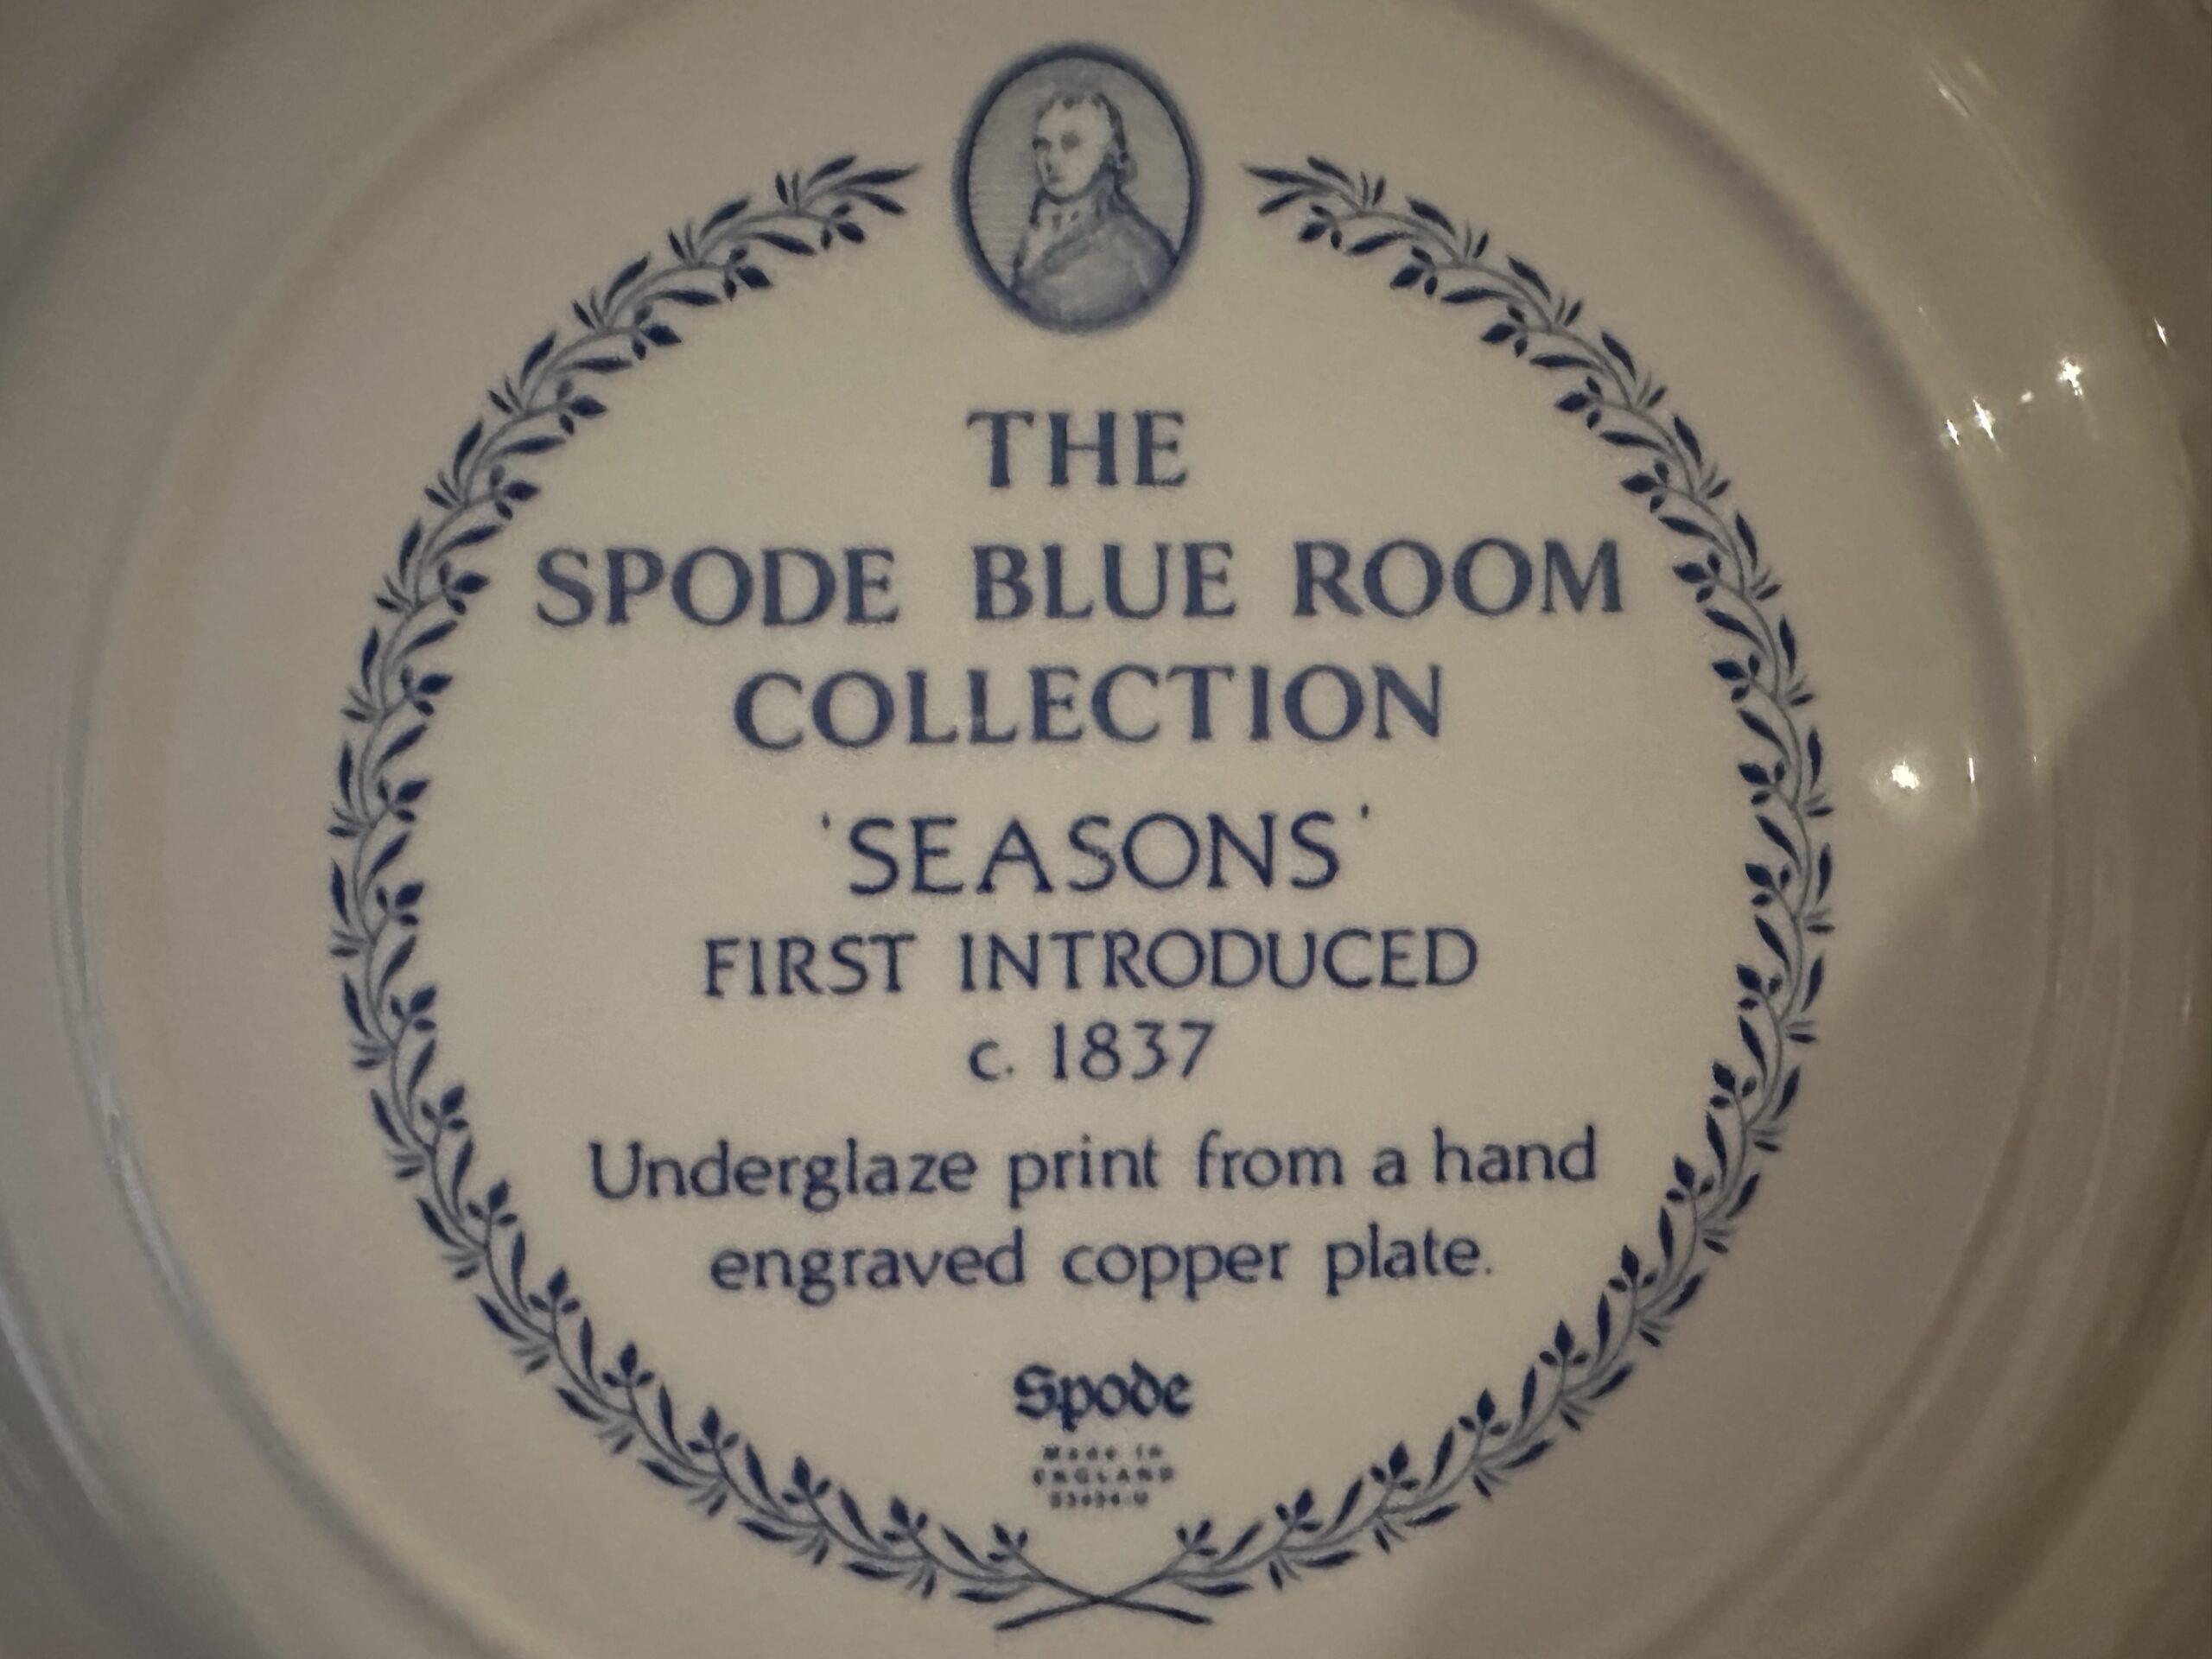 THE
SPODE BLUE ROOM
COLLECTION
'SEASONS'
FIRST INTRODUCED
c. 1837
Underglaze print from a hand
engraved copper plate.
Spode
Made in
ENGLAND